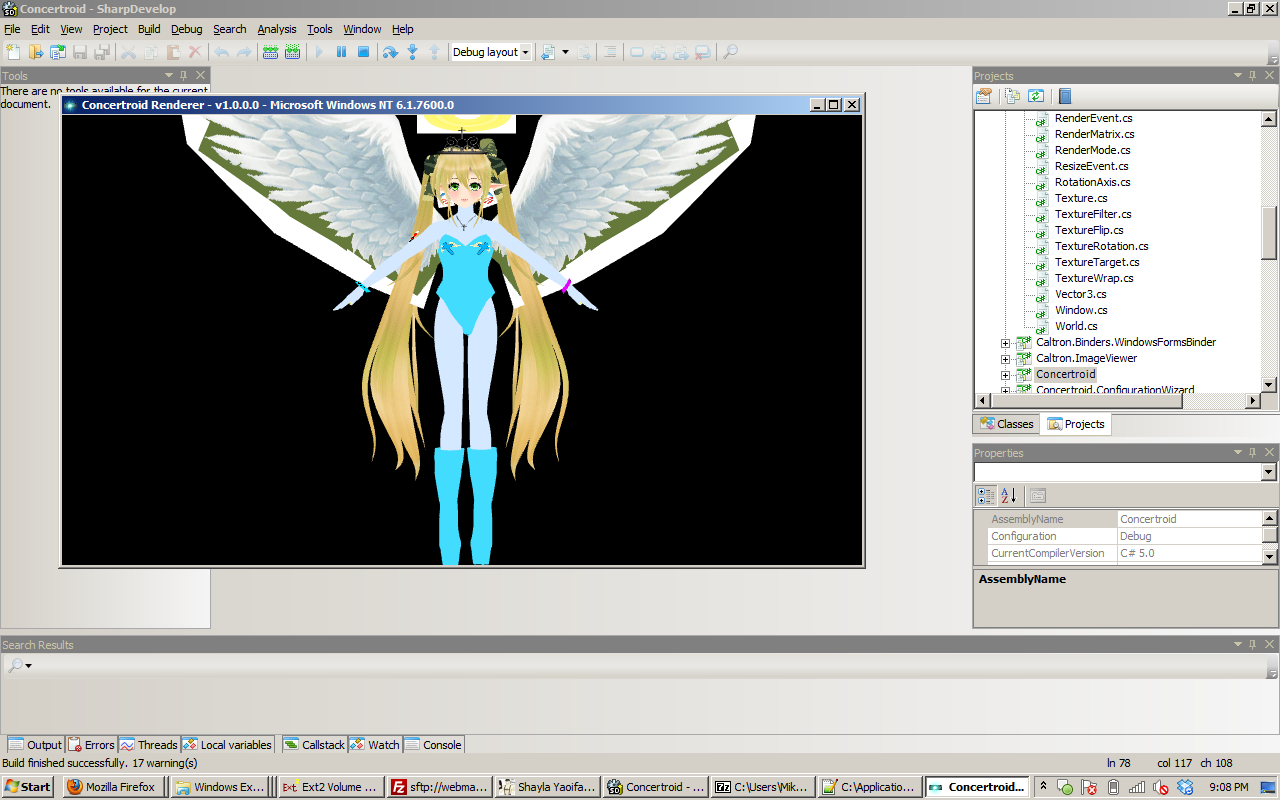 Concertroid - SharpDevelop
File Edit View Project Build Debug Search Analysis Tools Window Help
Debug layout
Tools
There are no tools available for the current
document.
Concertroid Renderer - v1.0.0.0 - Microsoft Windows NT 6.1.7600.0
Projects
RenderEvent.cs
RenderMatrix.cs
RenderMode.cs
ResizeEvent.cs
RotationAxis.cs
Texture.cs
TextureFilter.cs
TextureFlip.cs
TextureRotation.cs
TextureTarget.cs
TextureWrap.cs
Vector3.cs
Window.cs
World.cs
Caltron.Binders.WindowsFormsBinder
Caltron.ImageViewer
Concertroid
Concertroid.ConfigurationWizard
Classes Projects
Properties
AssemblyName Concertroid
Configuration Debug
CurrentCompilerVersion C# 5.0
AssemblyName
Search Results
Output Errors Threads Local variables Callstack Watch Console
Build finished successfully. 17 warning(s)
ln 78 col 117 ch 108
Start Mozilla Firefox Windows Ex... Ext2 Volume ... sftp://webma... Shayla Yaoifa... Concertroid - ... C:\Users\Mik... C:\Applicatio... Concertroid... 9:08 PM